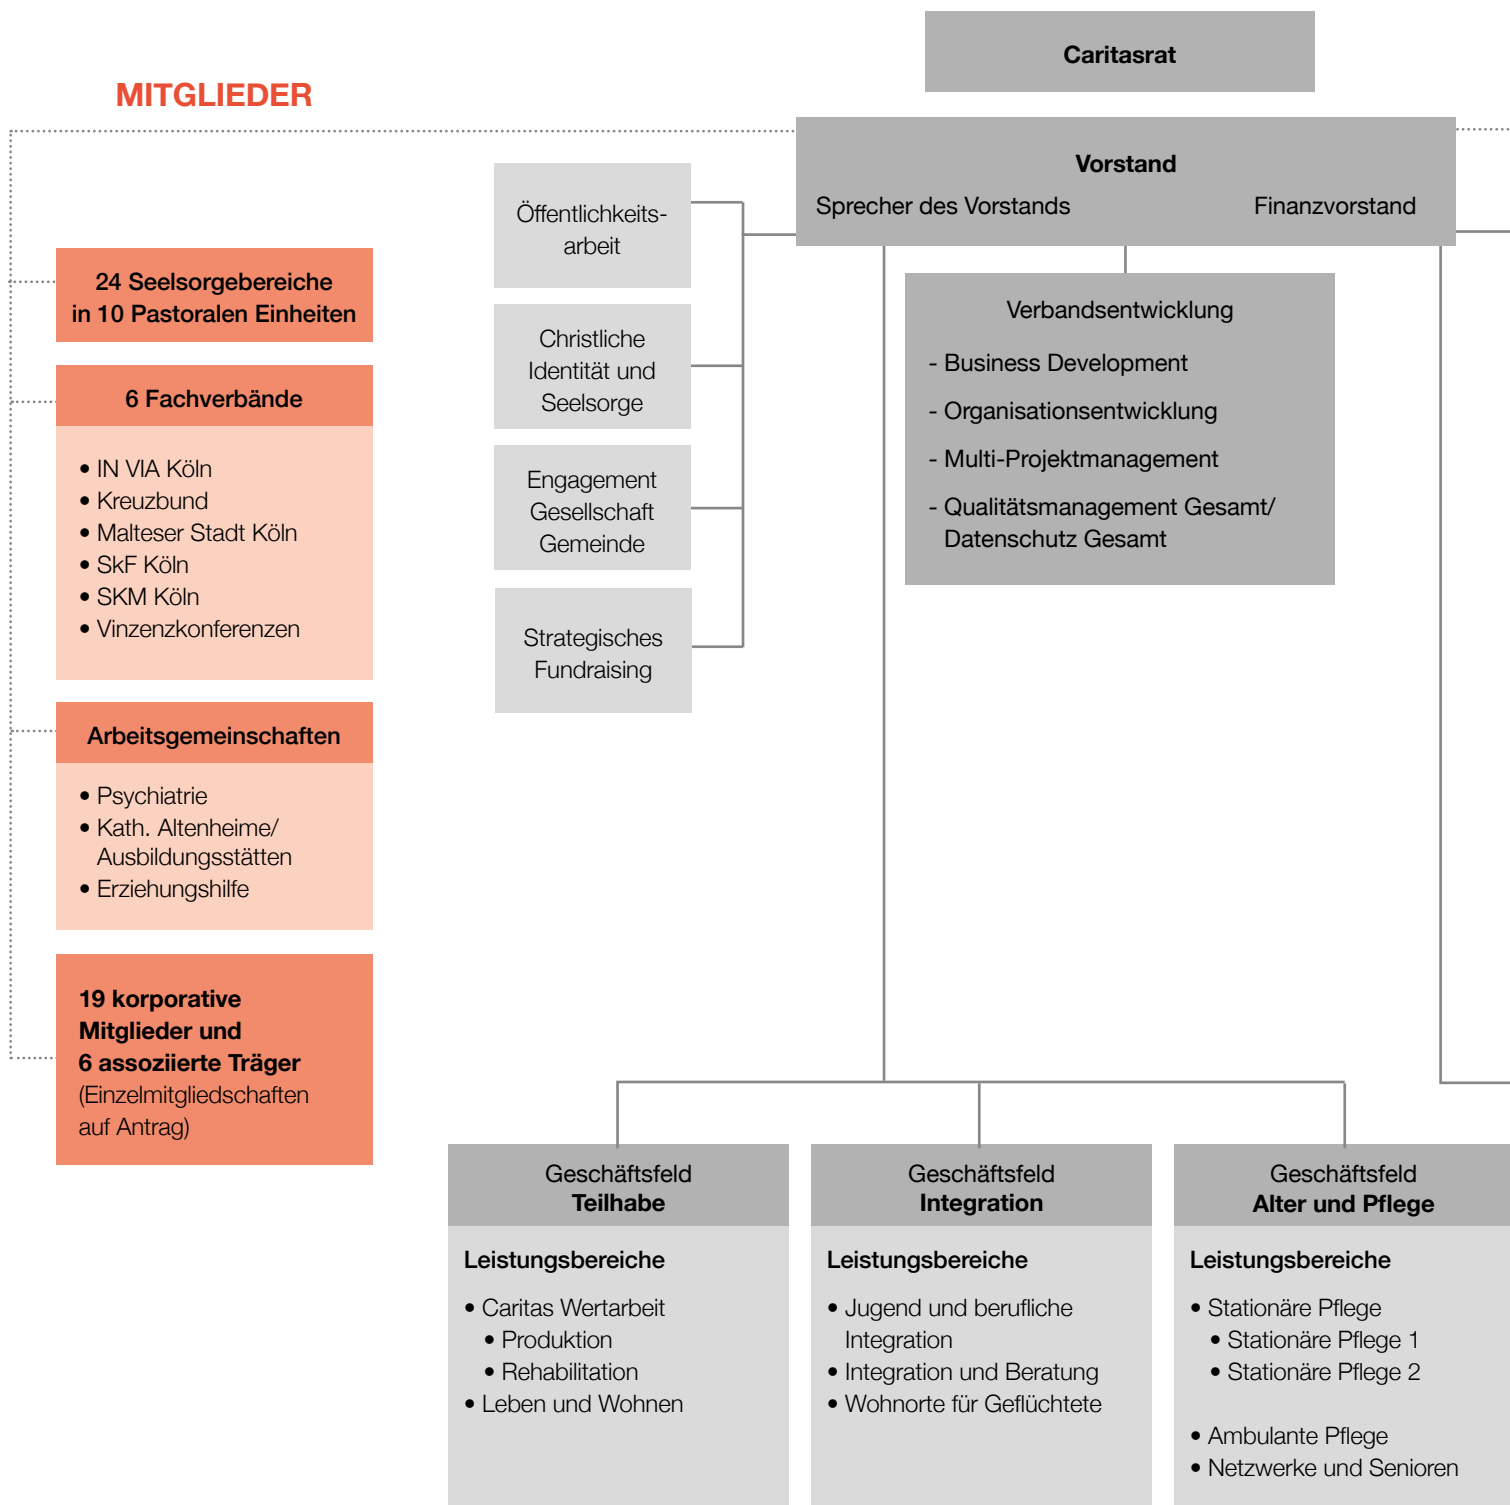 Caritasrat
MITGLIEDER
Vorstand
Sprecher des Vorstands
Finanzvorstand
24 Seelsorgebereiche
in 10 Pastoralen Einheiten
6 Fachverbände
• IN VIA Köln
• Kreuzbund
• Malteser Stadt Köln
• SkF Köln
• SKM Köln
• Vinzenzkonferenzen
Arbeitsgemeinschaften
• Psychiatrie
• Kath. Altenheime/
Ausbildungsstätten
• Erziehungshilfe
19 korporative
Mitglieder und
6 assoziierte Träger
(Einzelmitgliedschaften
auf Antrag)
Öffentlichkeits-
arbeit
Christliche
Identität und
Seelsorge
Engagement
Gesellschaft
Gemeinde
Strategisches
Fundraising
Verbandsentwicklung
- Business Development
- Organisationsentwicklung
- Multi-Projektmanagement
- Qualitätsmanagement Gesamt/
Datenschutz Gesamt
Geschäftsfeld
Teilhabe
Leistungsbereiche
• Caritas Wertarbeit
• Produktion
• Rehabilitation
• Leben und Wohnen
Geschäftsfeld
Integration
Leistungsbereiche
• Jugend und berufliche
Integration
• Integration und Beratung
• Wohnorte für Geflüchtete
Geschäftsfeld
Alter und Pflege
Leistungsbereiche
• Stationäre Pflege
• Stationäre Pflege 1
• Stationäre Pflege 2
• Ambulante Pflege
• Netzwerke und Senioren